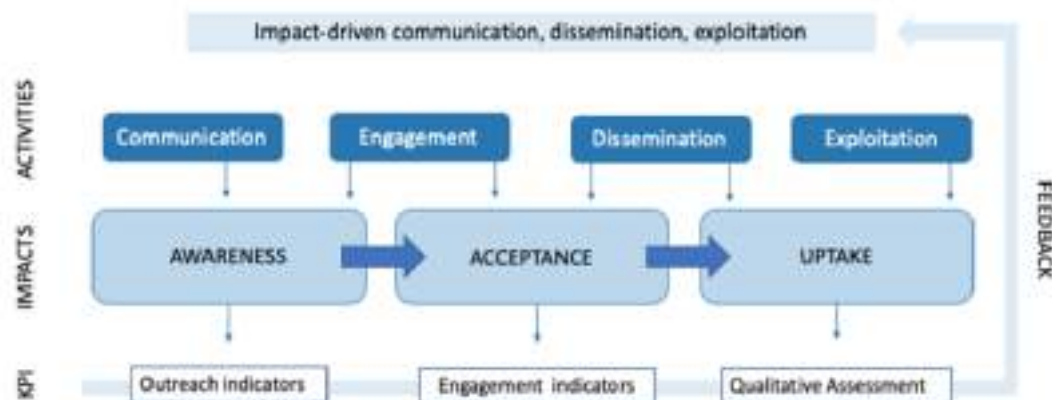 Impact-driven communication, dissemination, exploitation
ACTIVITIES
Communication
Engagement
Dissemination
Exploitation
IMPACTS
AWARENESS
ACCEPTANCE
UPTAKE
FEEDBACK
KPI
Outreach indicators
Engagement indicators
Qualitative Assessment